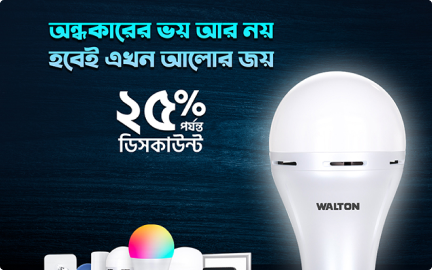 অন্ধকারের ভয় আর নয়
হবেই এখন আলোর জয়
২৫%
পর্যন্ত
ডিসকাউন্ট
WALTON